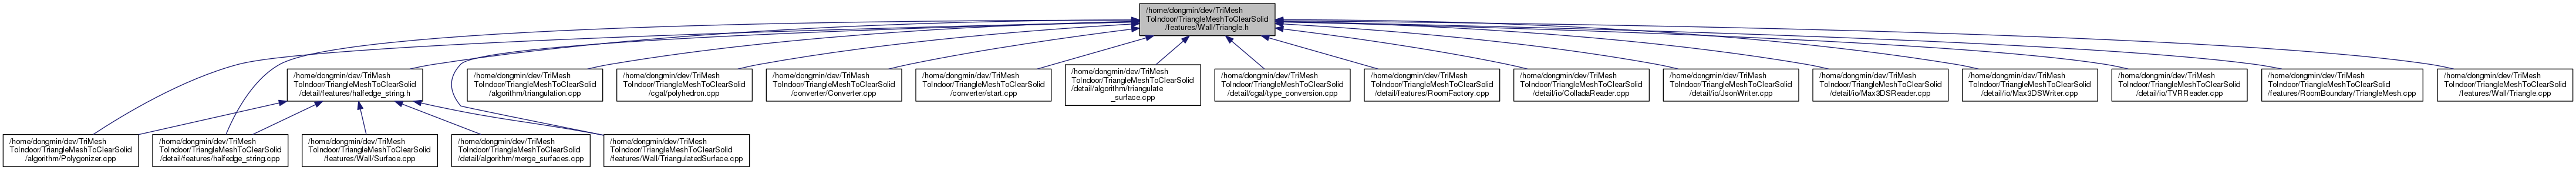 /home/dongmin/dev/TriMesh
ToIndoor/TriangleMeshToClearSolid
/features/Wall/Triangle.h
/home/dongmin/dev/TriMesh
ToIndoor/TriangleMeshToClearSolid
/detail/features/halfedge_string.h
/home/dongmin/dev/TriMesh
ToIndoor/TriangleMeshToClearSolid
/algorithm/triangulation.cpp
/home/dongmin/dev/TriMesh
ToIndoor/TriangleMeshToClearSolid
/cgal/polyhedron.cpp
/home/dongmin/dev/TriMesh
ToIndoor/TriangleMeshToClearSolid
/converter/Converter.cpp
/home/dongmin/dev/TriMesh
ToIndoor/TriangleMeshToClearSolid
/converter/start.cpp
/home/dongmin/dev/TriMesh
ToIndoor/TriangleMeshToClearSolid
/detail/algorithm/triangulate
_surface.cpp
/home/dongmin/dev/TriMesh
ToIndoor/TriangleMeshToClearSolid
/detail/cgal/type_conversion.cpp
/home/dongmin/dev/TriMesh
ToIndoor/TriangleMeshToClearSolid
/detail/features/RoomFactory.cpp
/home/dongmin/dev/TriMesh
ToIndoor/TriangleMeshToClearSolid
/detail/io/ColladaReader.cpp
/home/dongmin/dev/TriMesh
ToIndoor/TriangleMeshToClearSolid
/detail/io/JsonWriter.cpp
/home/dongmin/dev/TriMesh
ToIndoor/TriangleMeshToClearSolid
/detail/io/Max3DSReader.cpp
/home/dongmin/dev/TriMesh
ToIndoor/TriangleMeshToClearSolid
/detail/io/Max3DSWriter.cpp
/home/dongmin/dev/TriMesh
ToIndoor/TriangleMeshToClearSolid
/detail/io/TVRReader.cpp
/home/dongmin/dev/TriMesh
ToIndoor/TriangleMeshToClearSolid
/features/RoomBoundary/TriangleMesh.cpp
/home/dongmin/dev/TriMesh
ToIndoor/TriangleMeshToClearSolid
/features/Wall/Triangle.cpp
/home/dongmin/dev/TriMesh
ToIndoor/TriangleMeshToClearSolid
/algorithm/Polygonizer.cpp
/home/dongmin/dev/TriMesh
ToIndoor/TriangleMeshToClearSolid
/detail/features/halfedge_string.cpp
/home/dongmin/dev/TriMesh
ToIndoor/TriangleMeshToClearSolid
/features/Wall/Surface.cpp
/home/dongmin/dev/TriMesh
ToIndoor/TriangleMeshToClearSolid
/detail/algorithm/merge_surfaces.cpp
/home/dongmin/dev/TriMesh
ToIndoor/TriangleMeshToClearSolid
/features/Wall/TriangulatedSurface.cpp